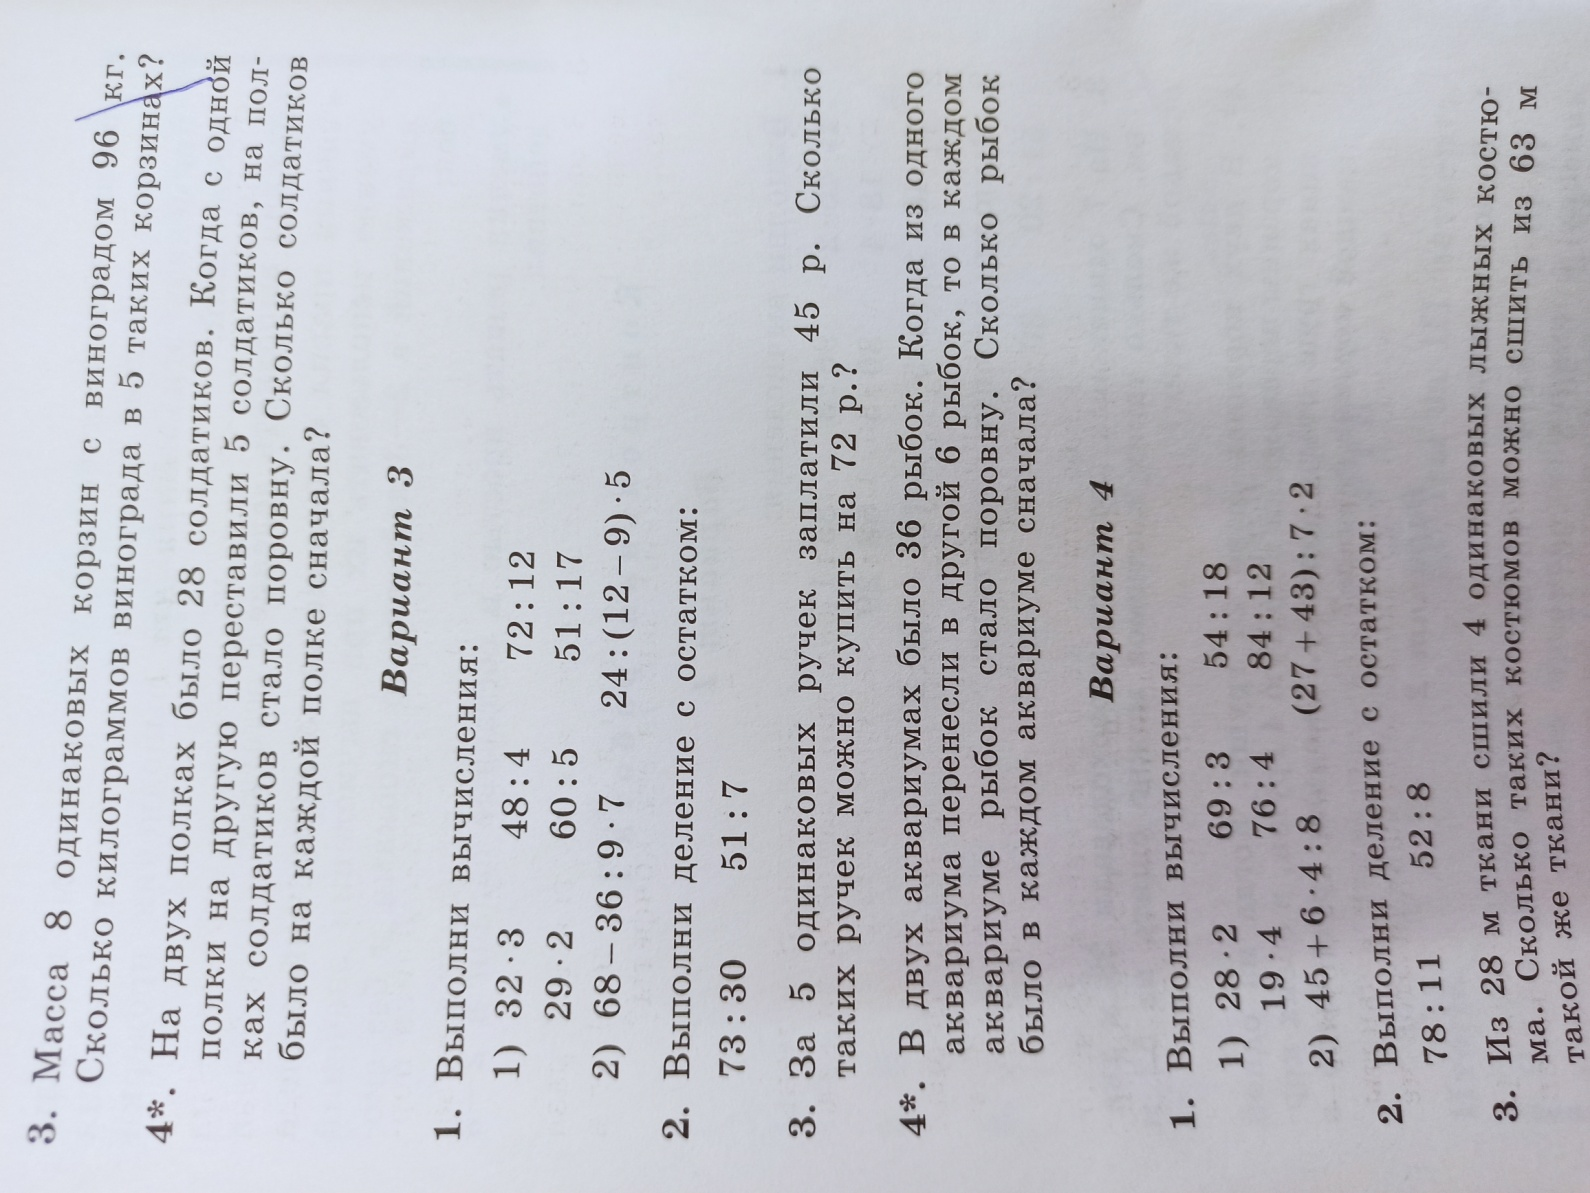 3. Масса 8 одинаковых корзин с виноградом 96 кг.
Сколько килограммов винограда в 5 таких корзинах?
4*. На двух полках было 28 солдатиков. Когда с одной
полки на другую переставили 5 солдатиков, на пол-
ках солдатиков стало поровну. Сколько солдатиков
было на каждой полке сначала?
Вариант 3
1. Выполни вычисления:
1) 32·3 48:4 72:12
29·2 60:5 51:17
2) 68−36:9·7 24:(12−9)·5
2. Выполни деление с остатком:
73:30 51:7
3. За 5 одинаковых ручек заплатили 45 р. Сколько
таких ручек можно купить на 72 р.?
4*. В двух аквариумах было 36 рыбок. Когда из одного
аквариума перенесли в другой 6 рыбок, то в каждом
аквариуме рыбок стало поровну. Сколько рыбок
было в каждом аквариуме сначала?
Вариант 4
1. Выполни вычисления:
1) 28·2 69:3 54:18
19·4 76:4 84:12
2) 45+6·4:8 (27+43):7·2
2. Выполни деление с остатком:
78:11 52:8
3. Из 28 м ткани сшили 4 одинаковых лыжных костю-
ма. Сколько таких костюмов можно сшить из 63 м
такой же ткани?